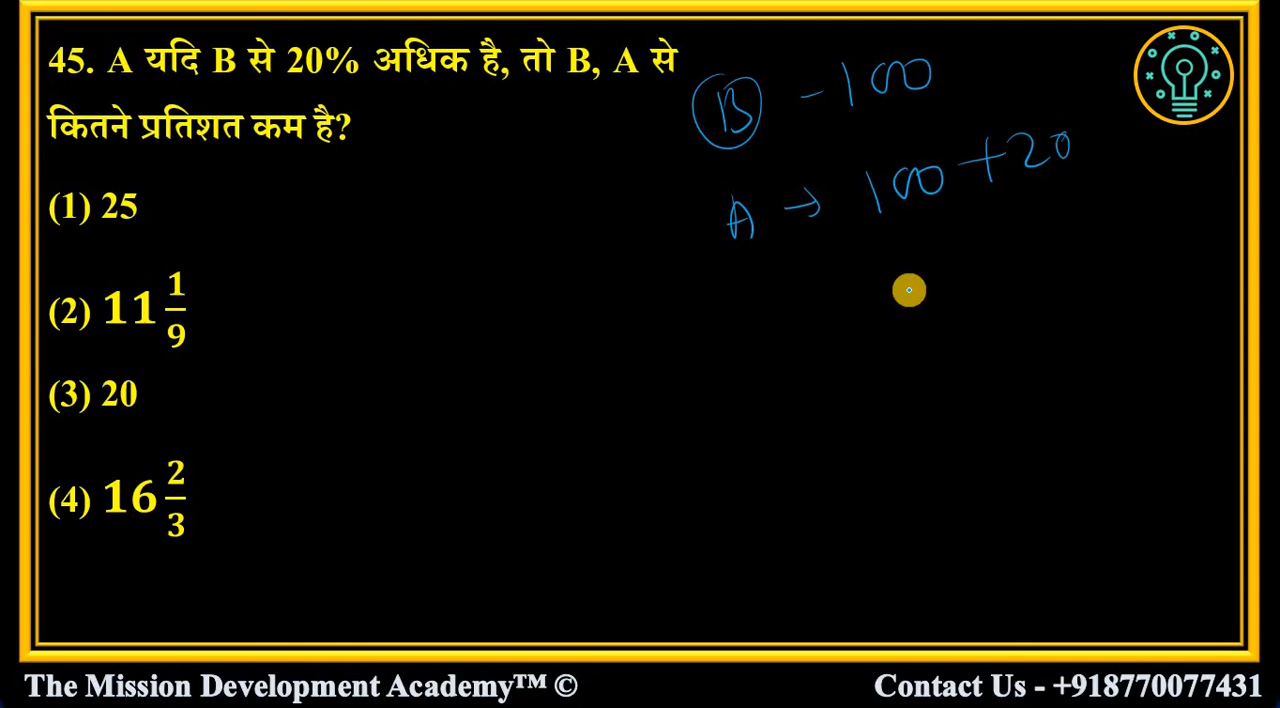 45. A यदि B से 20% अधिक है, तो B, A से
कितने प्रतिशत कम है?
(1) 25
(2) 11 1/9
(3) 20
(4) 16 2/3
B - 100
A → 100 + 20
The Mission Development Academy™ ©
Contact Us - +918770077431